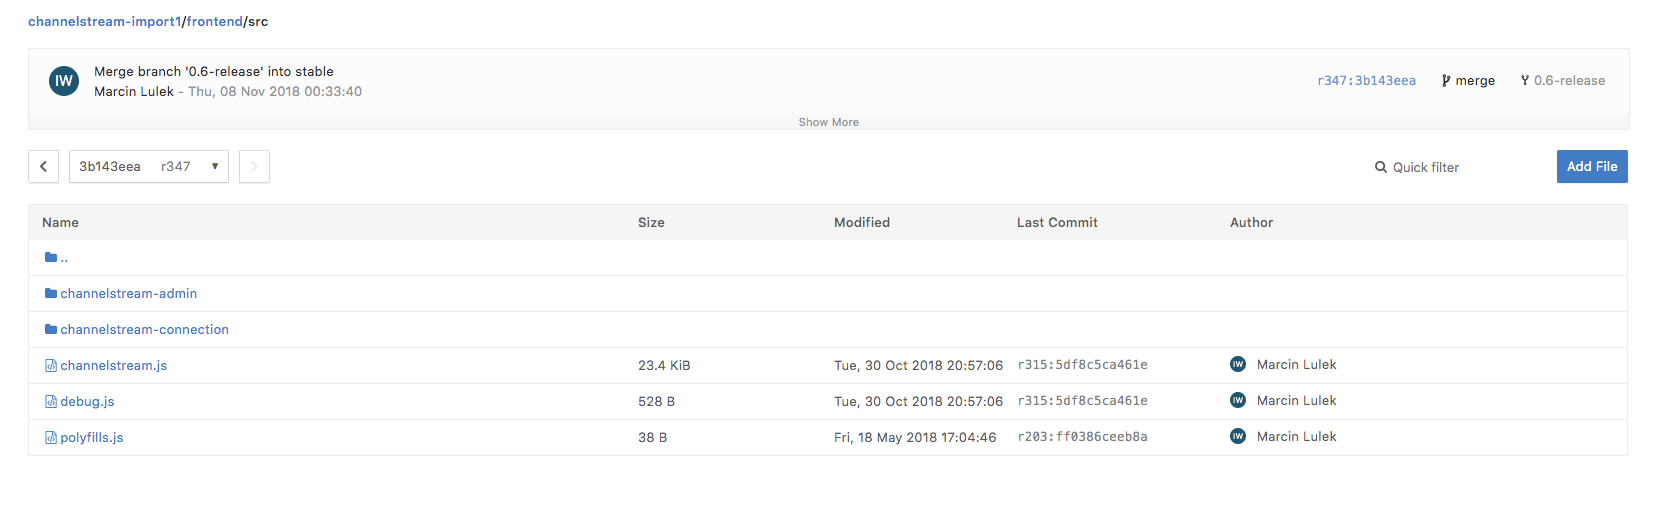 channelstream-import1/frontend/src
IW
Merge branch '0.6-release' into stable
Marcin Lulek - Thu, 08 Nov 2018 00:33:40
r347:3b143eea merge 0.6-release
Show More
3b143eea r347
Quick filter
Add File
Name Size Modified Last Commit Author
..
channelstream-admin
channelstream-connection
channelstream.js 23.4 KiB Tue, 30 Oct 2018 20:57:06 r315:5df8c5ca461e IW Marcin Lulek
debug.js 528 B Tue, 30 Oct 2018 20:57:06 r315:5df8c5ca461e IW Marcin Lulek
polyfills.js 38 B Fri, 18 May 2018 17:04:46 r203:ff0386ceeb8a IW Marcin Lulek